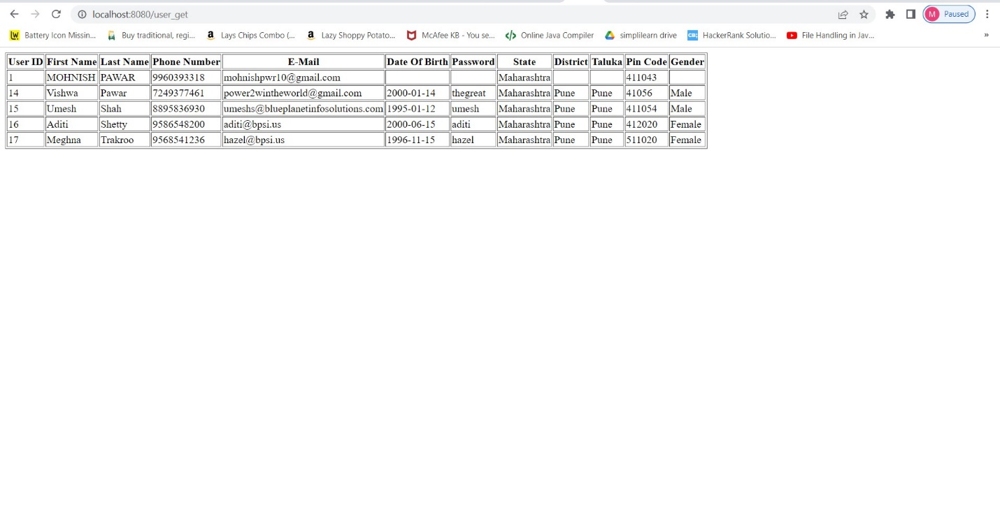 localhost:8080/user_get
M Paused
Battery Icon Missin... Buy traditional, regi... Lays Chips Combo (... Lazy Shoppy Potato... McAfee KB - You se... Online Java Compiler simplilearn drive HackerRank Solutio... File Handling in Jav... »
User ID First Name Last Name Phone Number E-Mail Date Of Birth Password State District Taluka Pin Code Gender
1 MOHNISH PAWAR 9960393318 mohnishpwr10@gmail.com Maharashtra 411043
14 Vishwa Pawar 7249377461 power2wintheworld@gmail.com 2000-01-14 thegreat Maharashtra Pune Pune 41056 Male
15 Umesh Shah 8895836930 umeshs@blueplanetinfosolutions.com 1995-01-12 umesh Maharashtra Pune Pune 411054 Male
16 Aditi Shetty 9586548200 aditi@bpsi.us 2000-06-15 aditi Maharashtra Pune Pune 412020 Female
17 Meghna Trakroo 9568541236 hazel@bpsi.us 1996-11-15 hazel Maharashtra Pune Pune 511020 Female